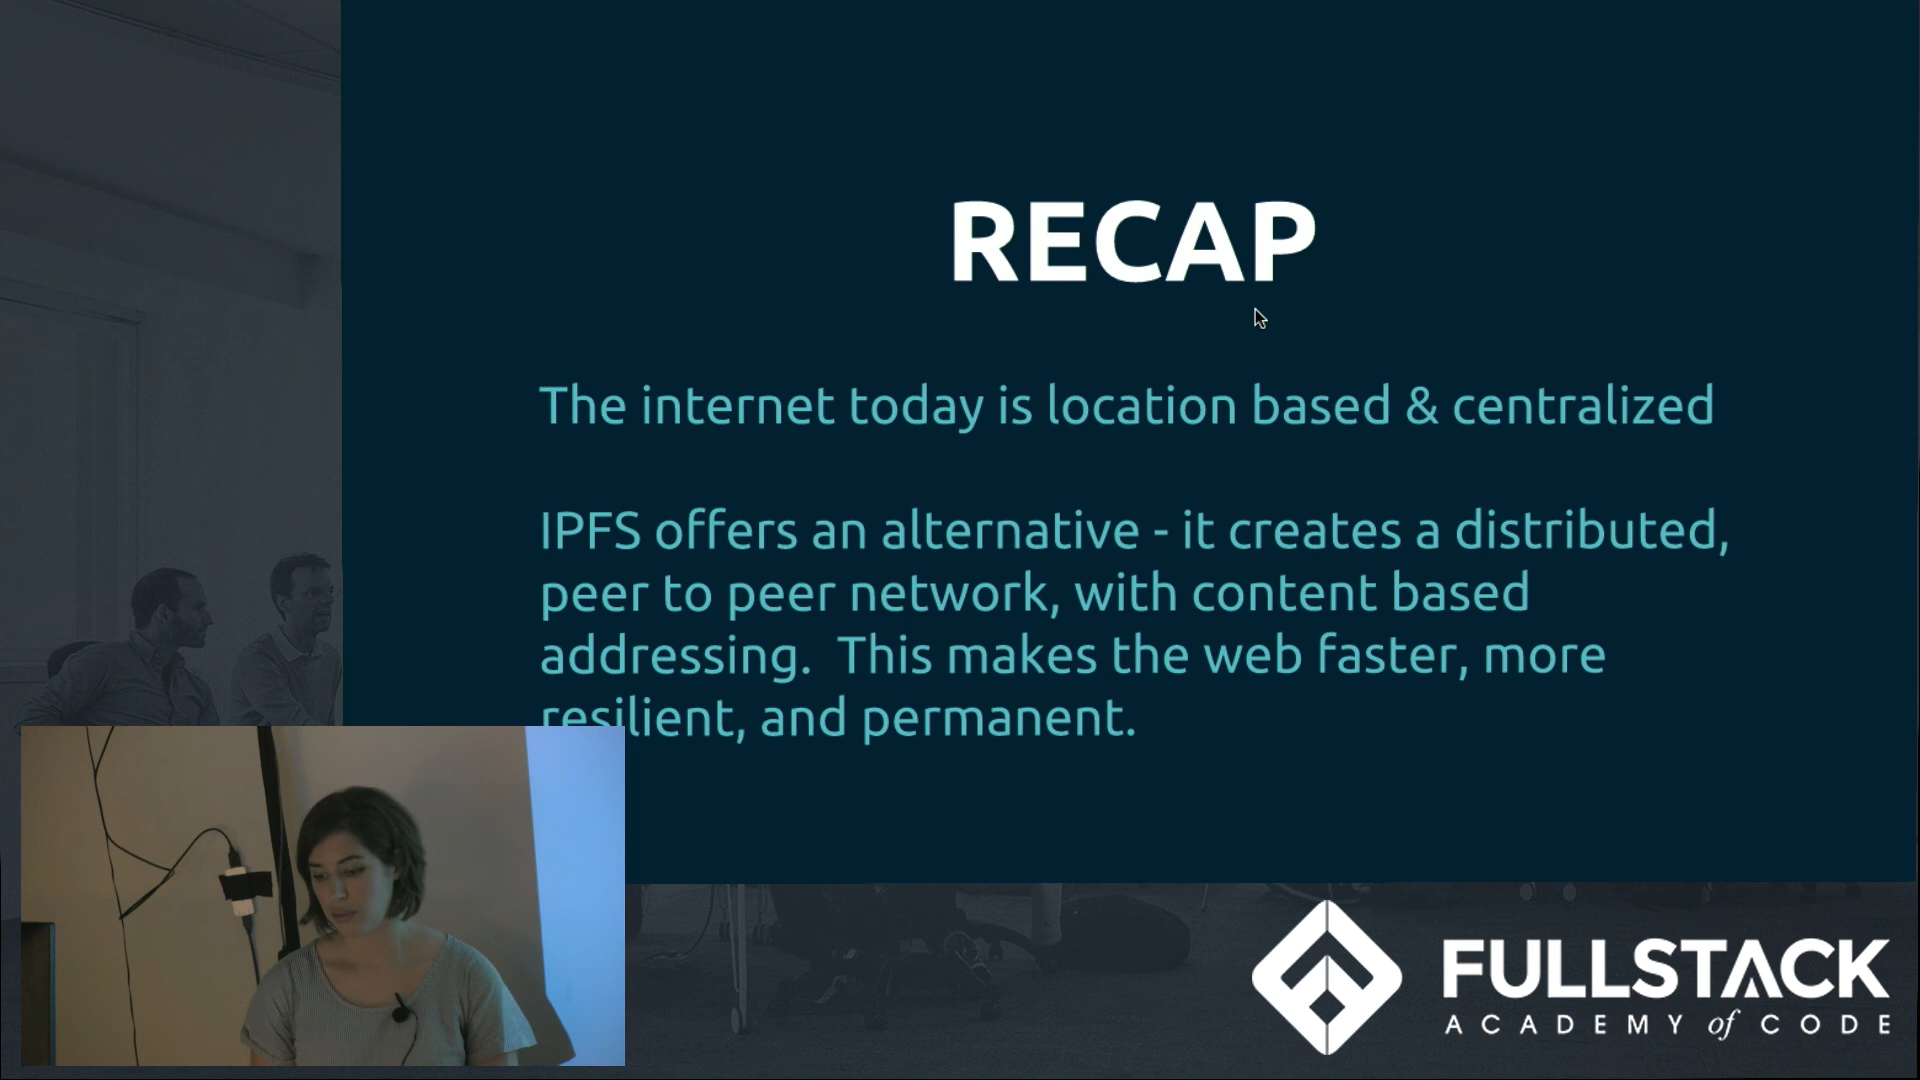 RECAP
The internet today is location based & centralized
IPFS offers an alternative - it creates a distributed,
peer to peer network, with content based
addressing.  This makes the web faster, more
resilient, and permanent.
FULLSTACK
ACADEMY of CODE